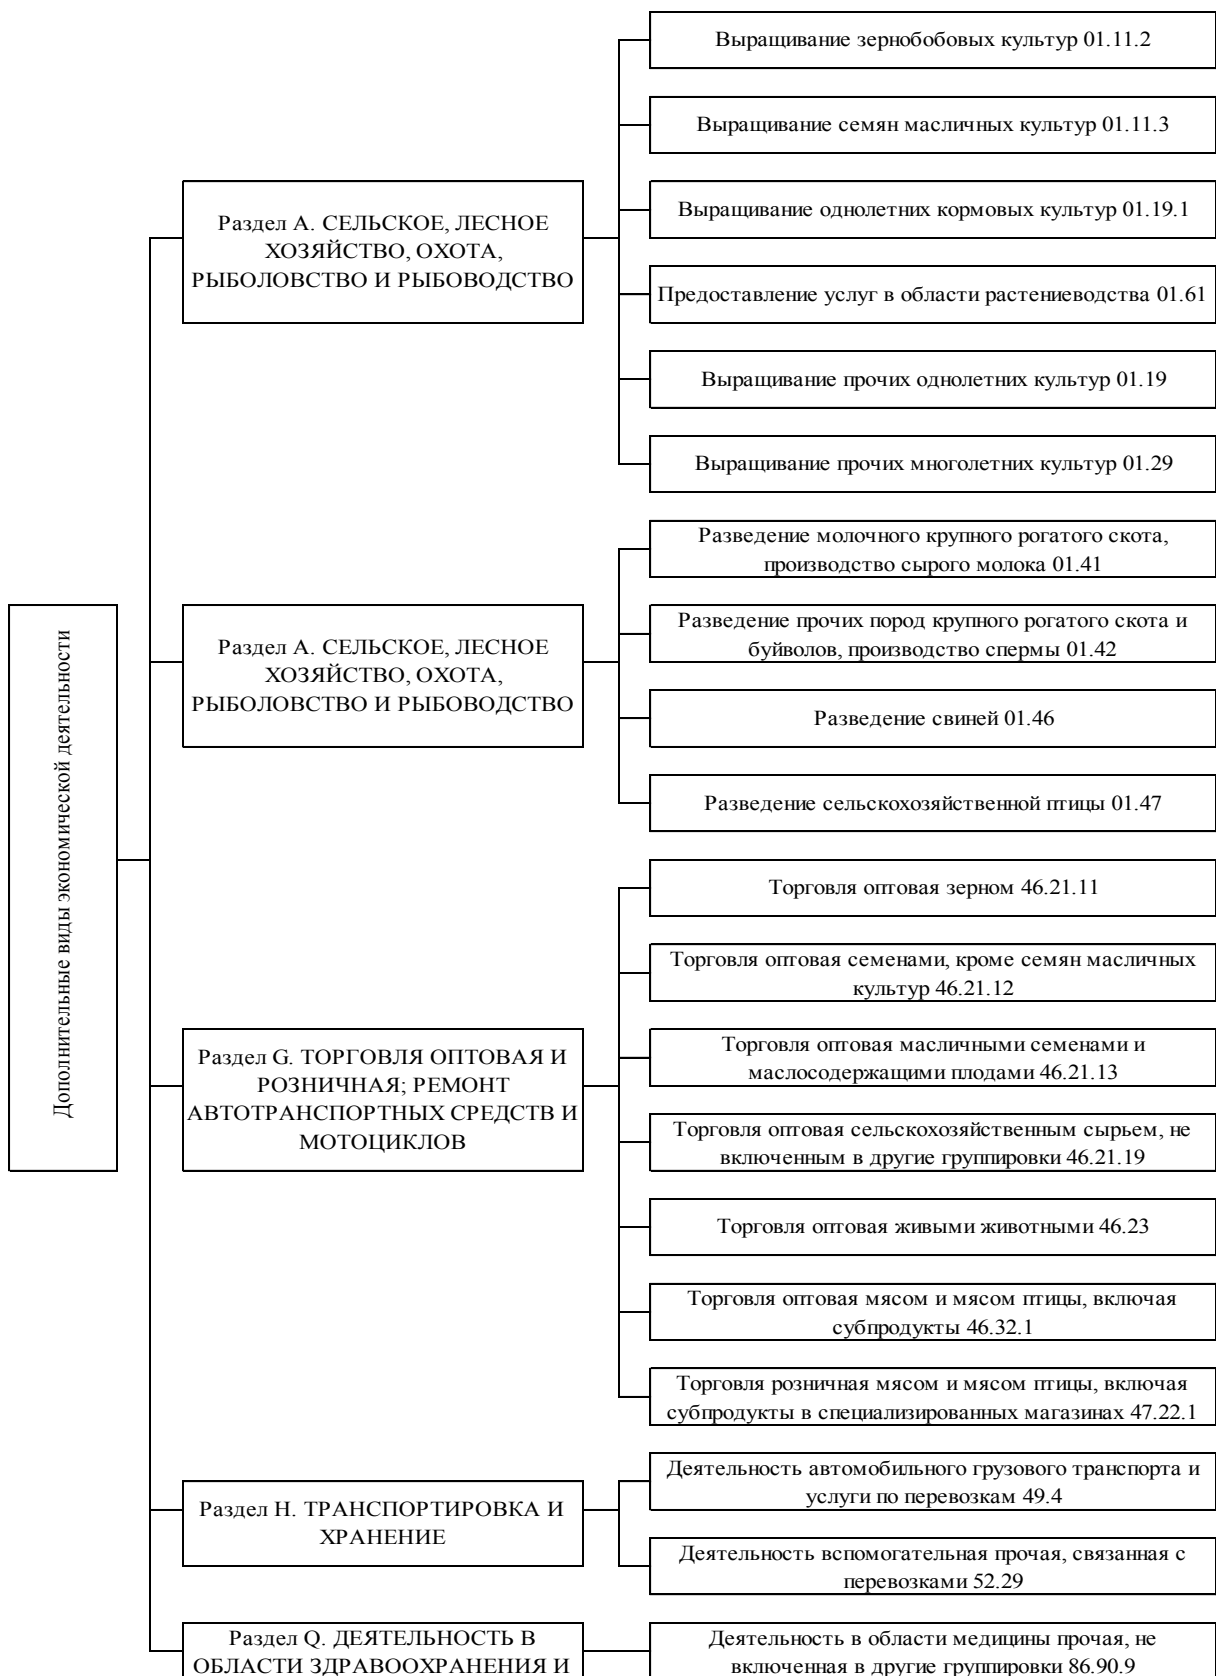 Дополнительные виды экономической деятельности
Раздел А. СЕЛЬСКОЕ, ЛЕСНОЕ
ХОЗЯЙСТВО, ОХОТА,
РЫБОЛОВСТВО И РЫБОВОДСТВО
Выращивание зернобобовых культур 01.11.2
Выращивание семян масличных культур 01.11.3
Выращивание однолетних кормовых культур 01.19.1
Предоставление услуг в области растениеводства 01.61
Выращивание прочих однолетних культур 01.19
Выращивание прочих многолетних культур 01.29
Раздел А. СЕЛЬСКОЕ, ЛЕСНОЕ
ХОЗЯЙСТВО, ОХОТА,
РЫБОЛОВСТВО И РЫБОВОДСТВО
Разведение молочного крупного рогатого скота,
производство сырого молока 01.41
Разведение прочих пород крупного рогатого скота и
буйволов, производство спермы 01.42
Разведение свиней 01.46
Разведение сельскохозяйственной птицы 01.47
Раздел G. ТОРГОВЛЯ ОПТОВАЯ И
РОЗНИЧНАЯ; РЕМОНТ
АВТОТРАНСПОРТНЫХ СРЕДСТВ И
МОТОЦИКЛОВ
Торговля оптовая зерном 46.21.11
Торговля оптовая семенами, кроме семян масличных
культур 46.21.12
Торговля оптовая масличными семенами и
маслосодержащими плодами 46.21.13
Торговля оптовая сельскохозяйственным сырьем, не
включенным в другие группировки 46.21.19
Торговля оптовая живыми животными 46.23
Торговля оптовая мясом и мясом птицы, включая
субпродукты 46.32.1
Торговля розничная мясом и мясом птицы, включая
субпродукты в специализированных магазинах 47.22.1
Раздел H. ТРАНСПОРТИРОВКА И
ХРАНЕНИЕ
Деятельность автомобильного грузового транспорта и
услуги по перевозкам 49.4
Деятельность вспомогательная прочая, связанная с
перевозками 52.29
Раздел Q. ДЕЯТЕЛЬНОСТЬ В
ОБЛАСТИ ЗДРАВООХРАНЕНИЯ И
Деятельность в области медицины прочая, не
включенная в другие группировки 86.90.9